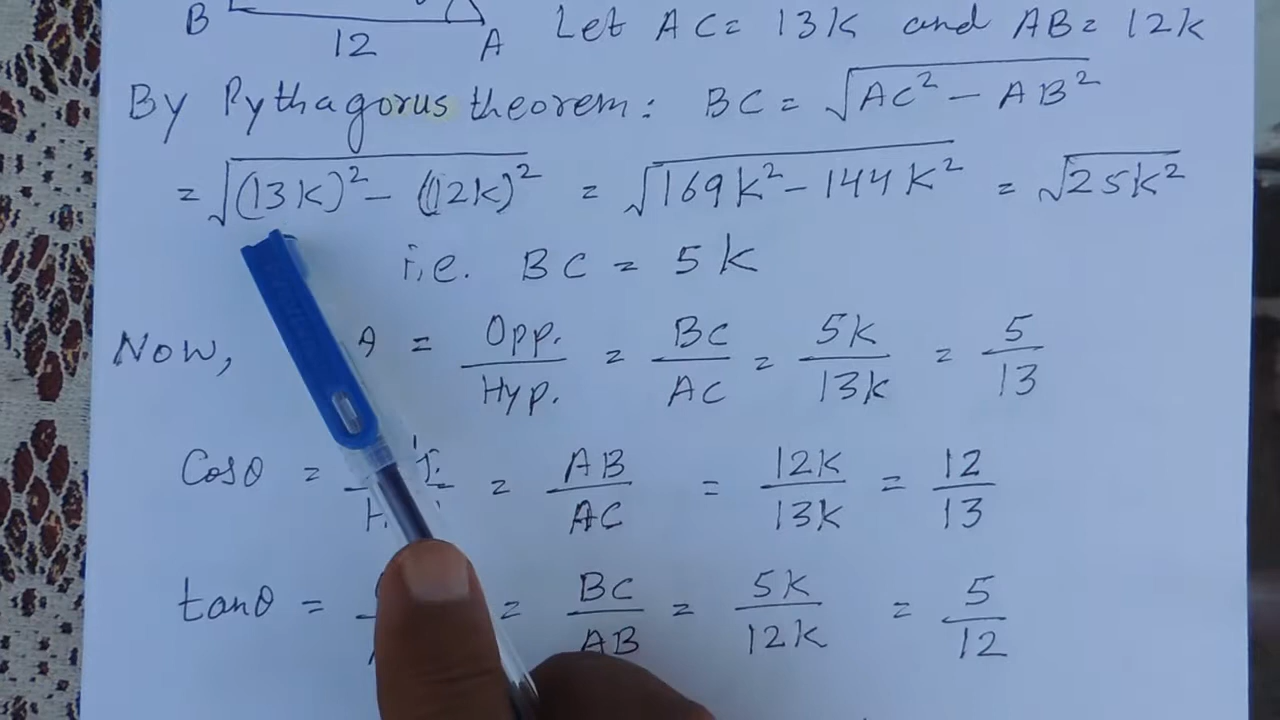 B 12 A Let AC = 13k and AB = 12k
By Pythagorus theorem: BC = √AC² - AB²
= √(13k)² - (12k)² = √169k² - 144k² = √25k²
i.e. BC = 5k
Now, = Opp./Hyp. = BC/AC = 5k/13k = 5/13
Cosθ = = AB/AC = 12k/13k = 12/13
tanθ = = BC/AB = 5k/12k = 5/12